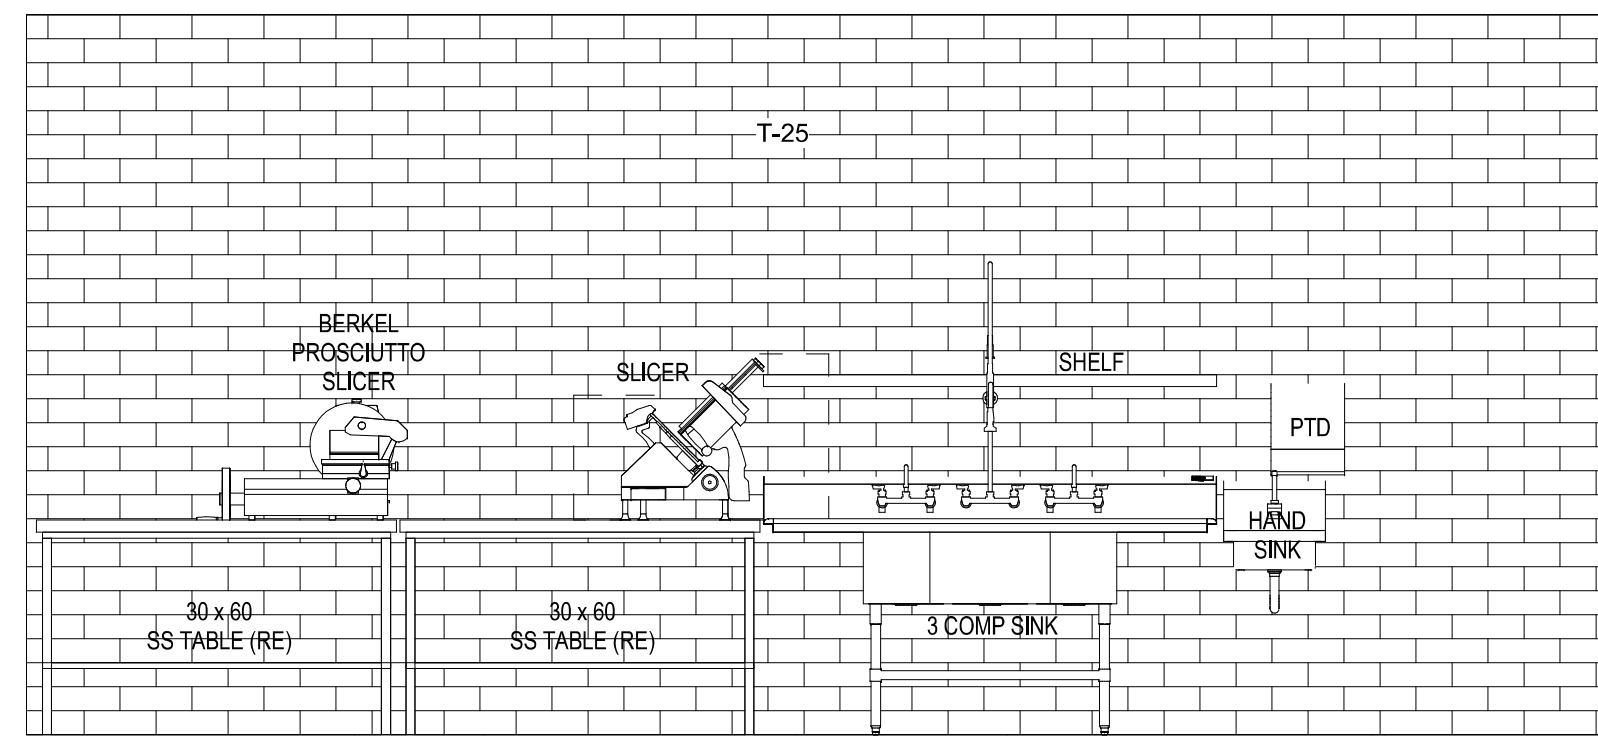 T-25
BERKEL
PROSCIUTTO
SLICER
SLICER
SHELF
PTD
HAND
SINK
30 x 60
SS TABLE (RE)
30 x 60
SS TABLE (RE)
3 COMP SINK